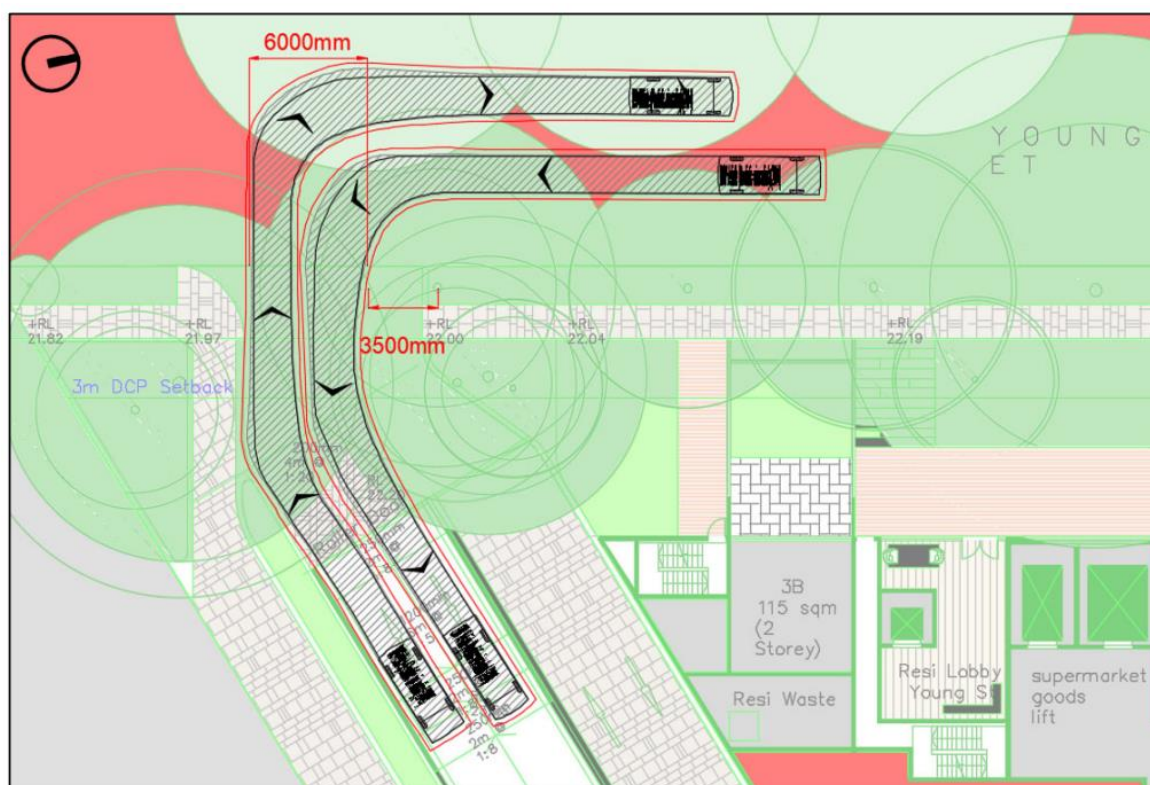 6000mm
YOUNG
ET
+RL
21.82
+RL
21.97
+RL
22.00
+RL
22.04
+RL
22.19
3500mm
3m DCP Setback
3B
115 sqm
(2
Storey)
Resi Waste
Resi Lobby
Young St
supermarket
goods
lift
2m
1:8